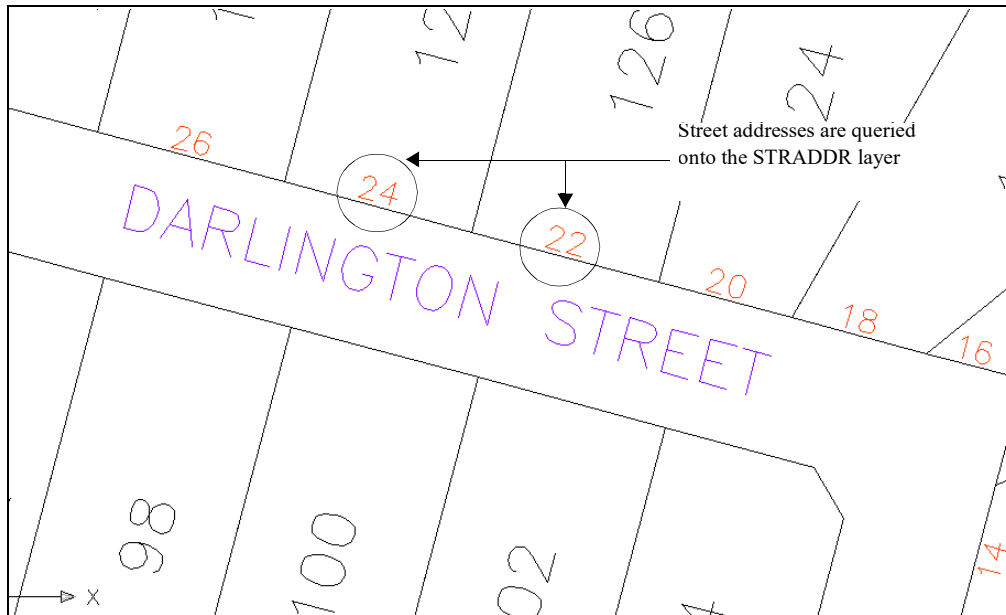 126
24
Street addresses are queried
onto the STRADDR layer
26
24
22
20
18
16
DARLINGTON STREET
98
100
14
X